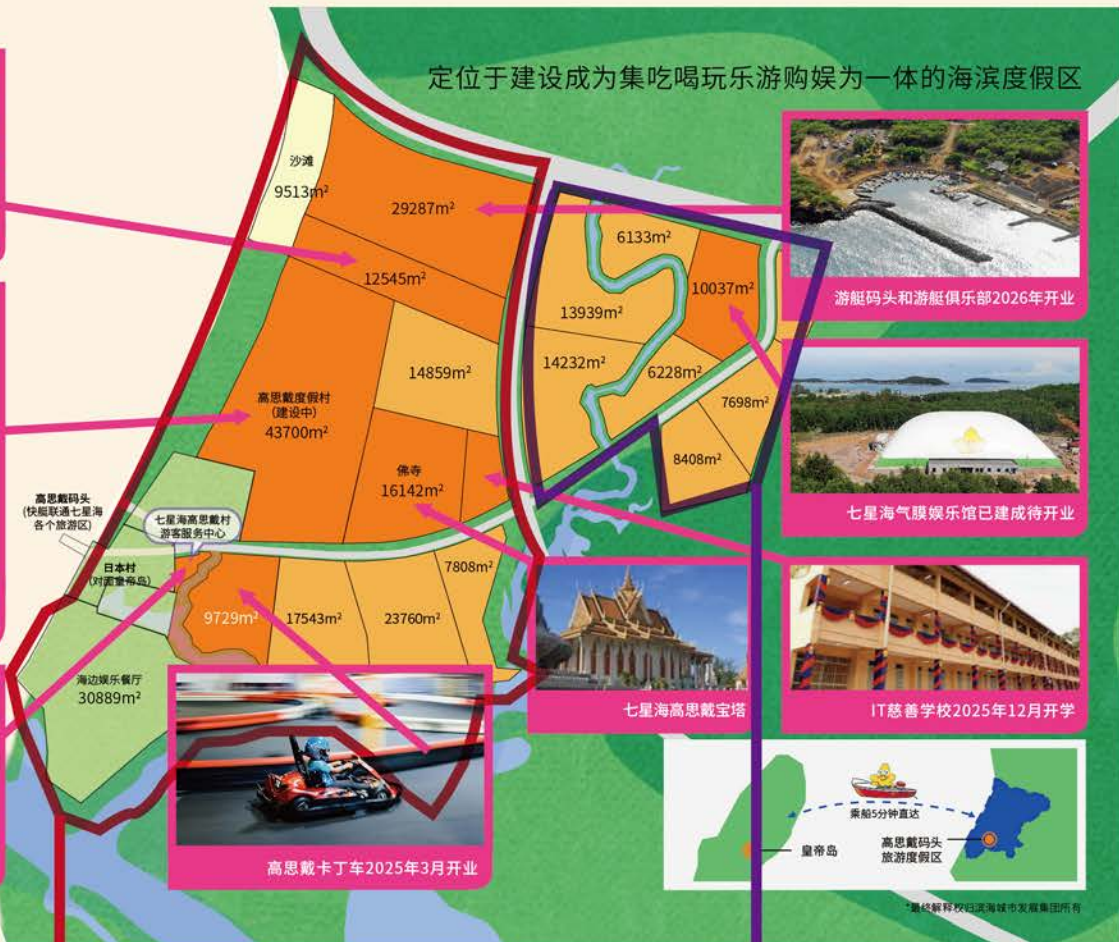 定位于建设成为集吃喝玩乐游购娱为一体的海滨度假区
沙滩
9513m²
29287m²
12545m²
6133m²
10037m²
13939m²
14232m²
6228m²
7698m²
8408m²
游艇码头和游艇俱乐部2026年开业
14859m²
高思戴度假村
(建设中)
43700m²
佛寺
16142m²
七星海气膜娱乐馆已建成待开业
高思戴码头
(快艇联通七星海
各个旅游区)
七星海高思戴村
游客服务中心
日本村
(对面皇帝岛)
9729m²
17543m²
23760m²
7808m²
海边娱乐餐厅
30889m²
七星海高思戴宝塔
IT慈善学校2025年12月开学
高思戴卡丁车2025年3月开业
乘船5分钟直达
皇帝岛
高思戴码头
旅游度假区
*最终解释权归滨海城市发展集团所有